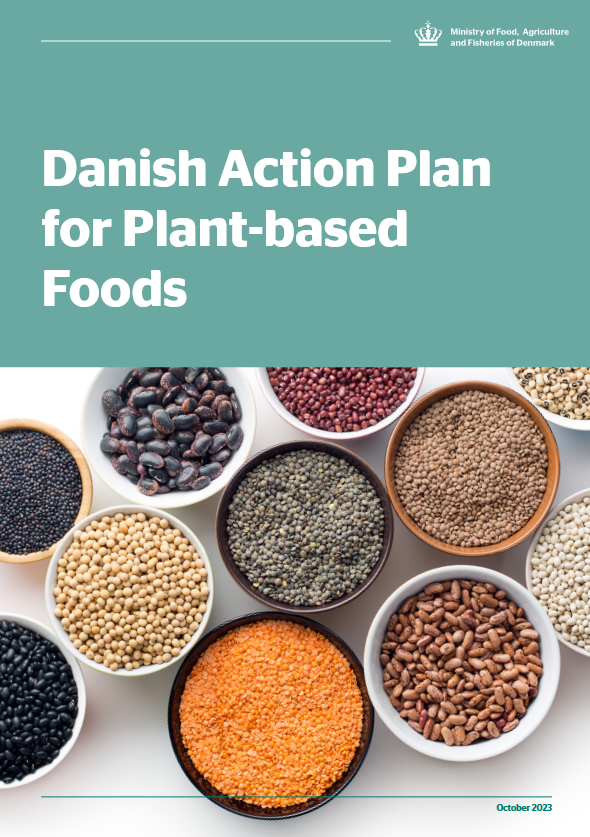 Ministry of Food, Agriculture
and Fisheries of Denmark
Danish Action Plan
for Plant-based
Foods
October 2023